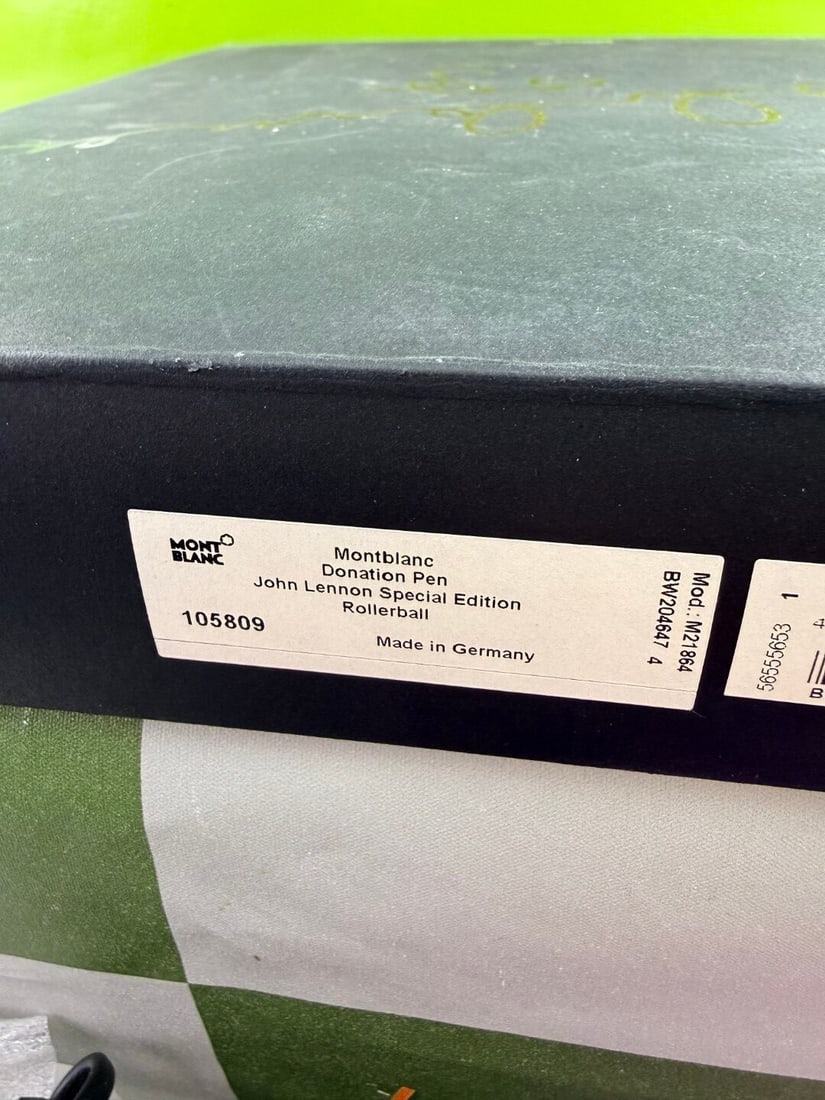 MONT
BLANC
Montblanc
Donation Pen
John Lennon Special Edition
Rollerball
105809
Made in Germany
Mod.: M21864
BW204647 4
1
56555653
4
B